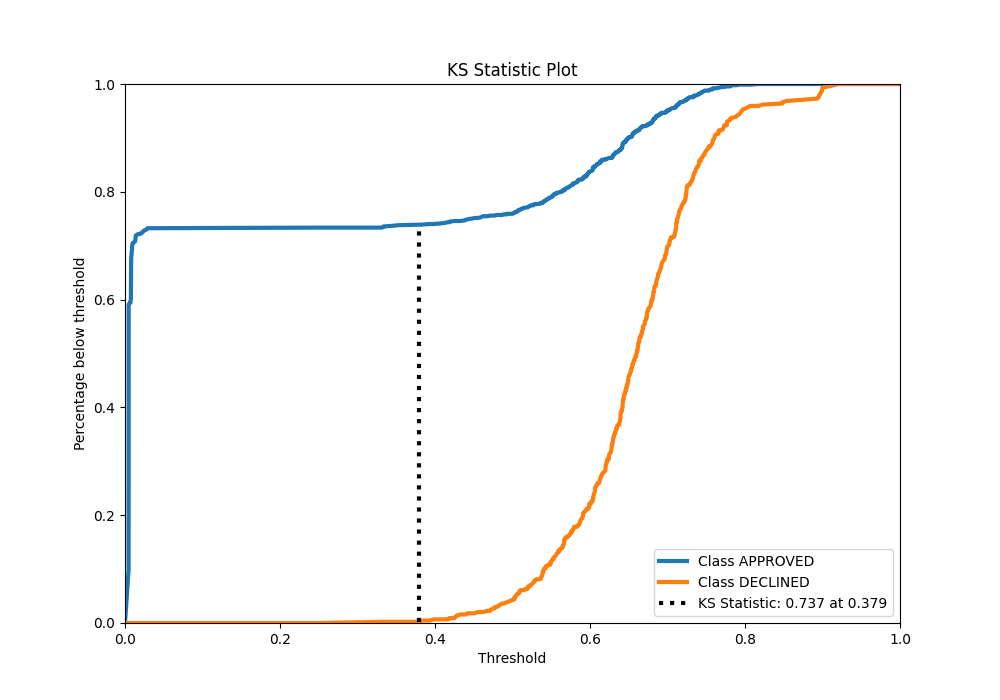 KS Statistic Plot
1.0
0.8
0.6
0.4
0.2
0.0
Percentage below threshold
0.0 0.2 0.4 0.6 0.8 1.0
Threshold
Class APPROVED
Class DECLINED
KS Statistic: 0.737 at 0.379